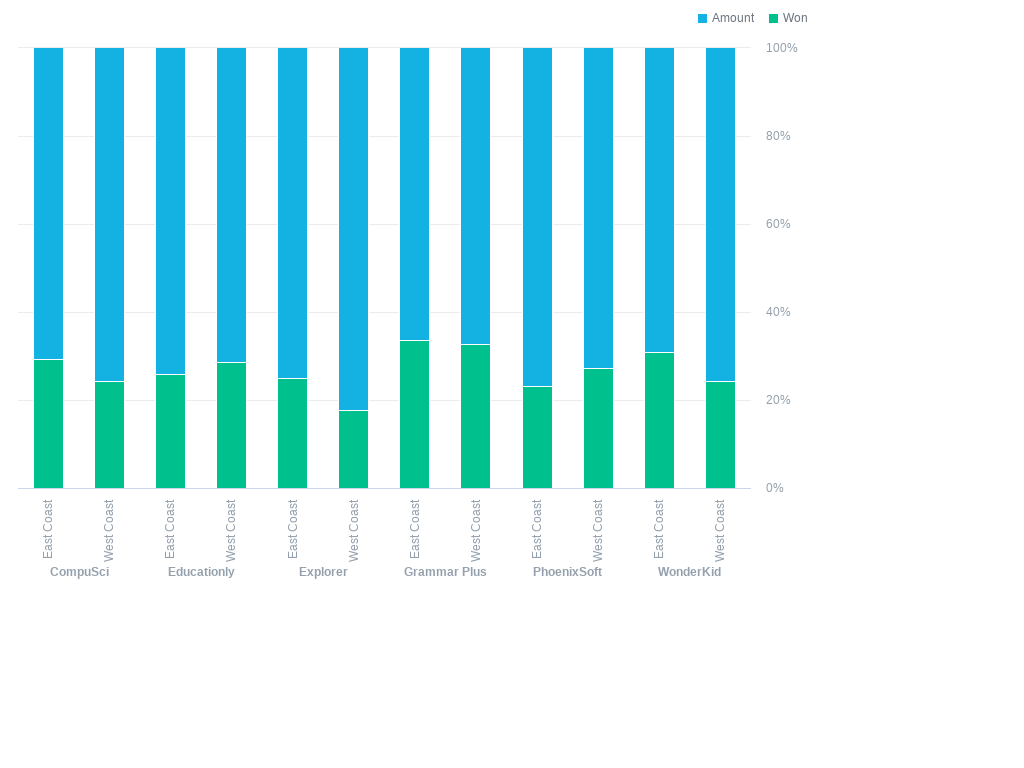 Amount Won
100%
80%
60%
40%
20%
0%
East Coast West Coast East Coast West Coast East Coast West Coast East Coast West Coast East Coast West Coast East Coast West Coast
CompuSci Educationly Explorer Grammar Plus PhoenixSoft WonderKid